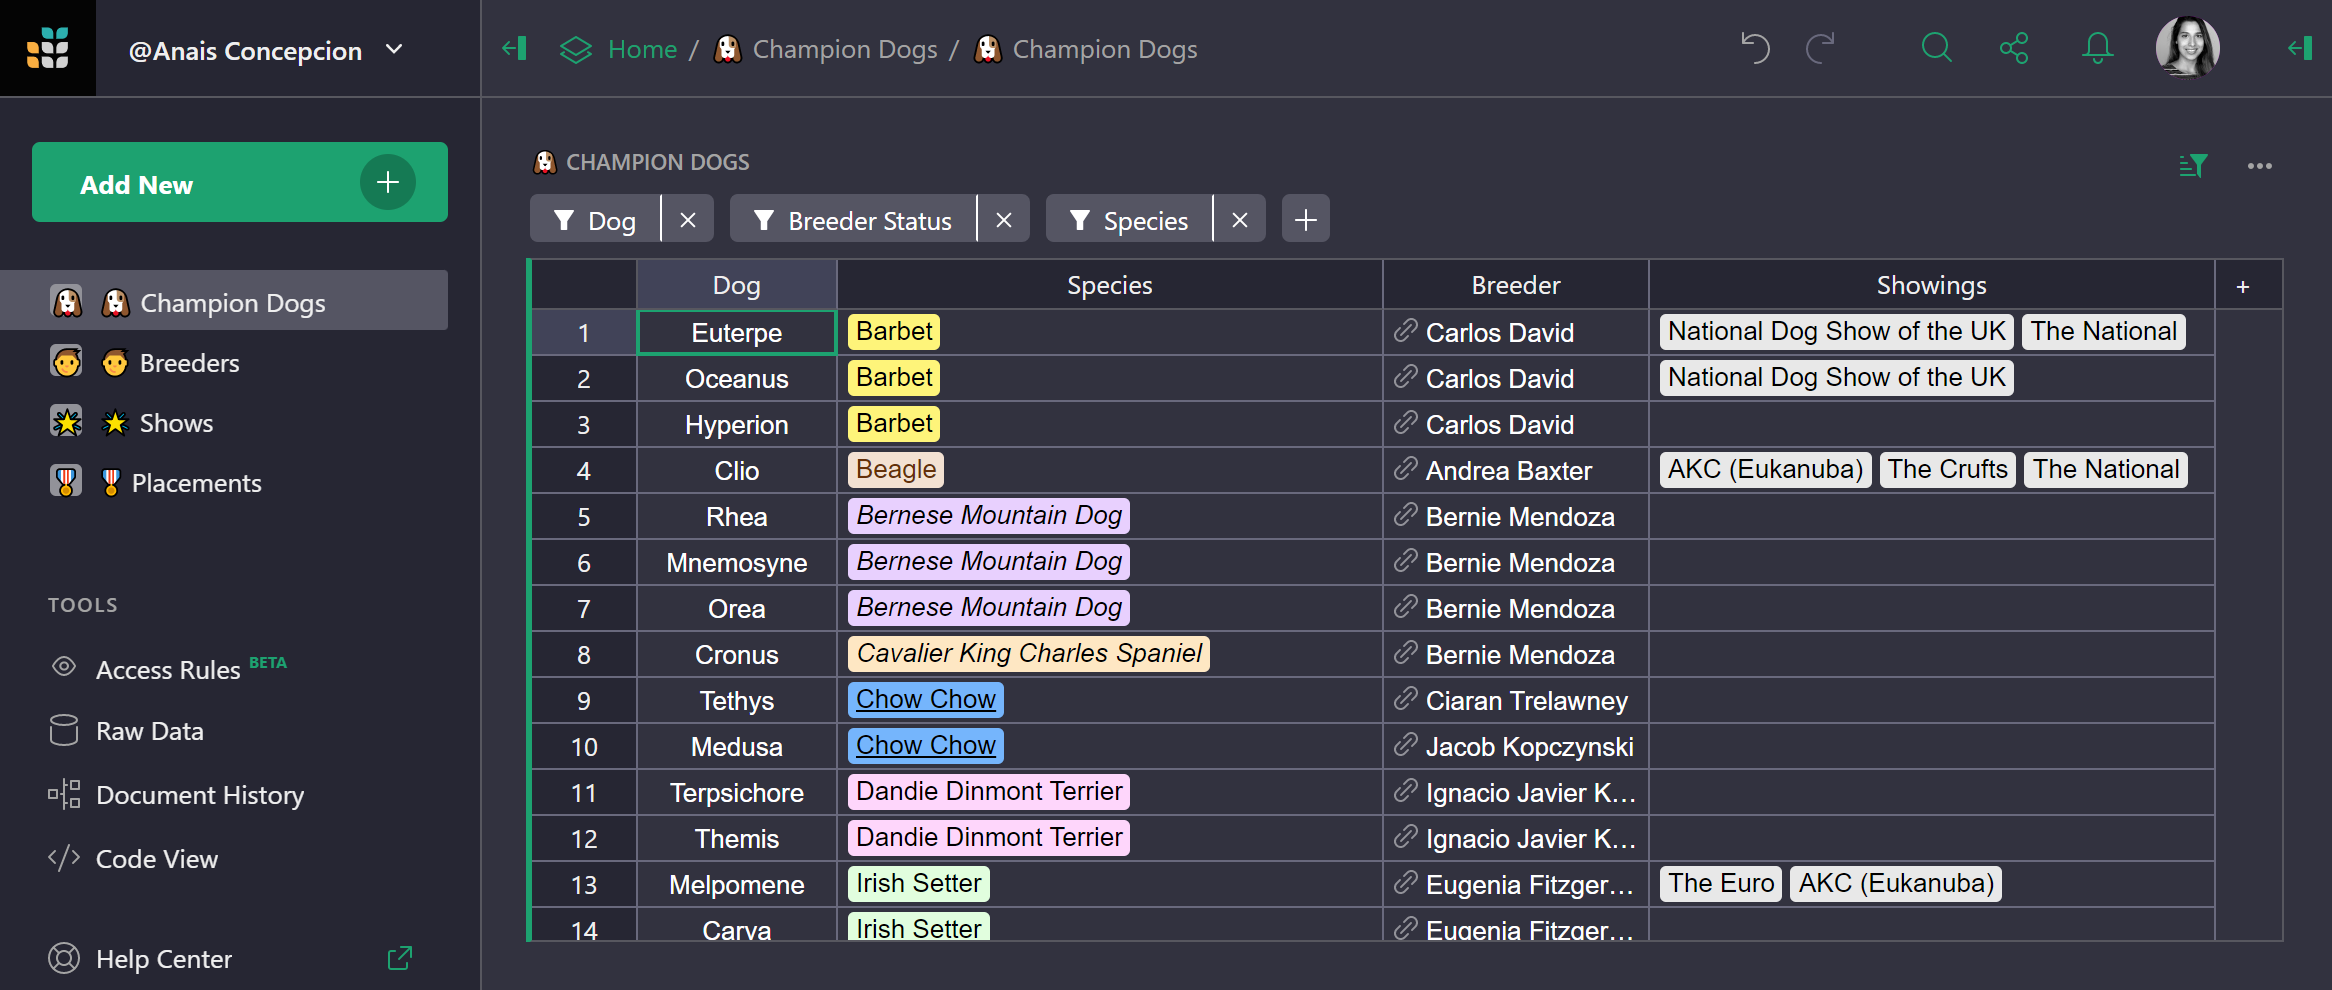 @Anais Concepcion
Home / Champion Dogs / Champion Dogs
Add New
Champion Dogs
Breeders
Shows
Placements
TOOLS
Access Rules BETA
Raw Data
Document History
Code View
Help Center
CHAMPION DOGS
Dog Breeder Status Species
Dog Species Breeder Showings +
1 Euterpe Barbet Carlos David National Dog Show of the UK The National
2 Oceanus Barbet Carlos David National Dog Show of the UK
3 Hyperion Barbet Carlos David
4 Clio Beagle Andrea Baxter AKC (Eukanuba) The Crufts The National
5 Rhea Bernese Mountain Dog Bernie Mendoza
6 Mnemosyne Bernese Mountain Dog Bernie Mendoza
7 Orea Bernese Mountain Dog Bernie Mendoza
8 Cronus Cavalier King Charles Spaniel Bernie Mendoza
9 Tethys Chow Chow Ciaran Trelawney
10 Medusa Chow Chow Jacob Kopczynski
11 Terpsichore Dandie Dinmont Terrier Ignacio Javier K...
12 Themis Dandie Dinmont Terrier Ignacio Javier K...
13 Melpomene Irish Setter Eugenia Fitzger... The Euro AKC (Eukanuba)
14 Carya Irish Setter Eugenia Fitzger...